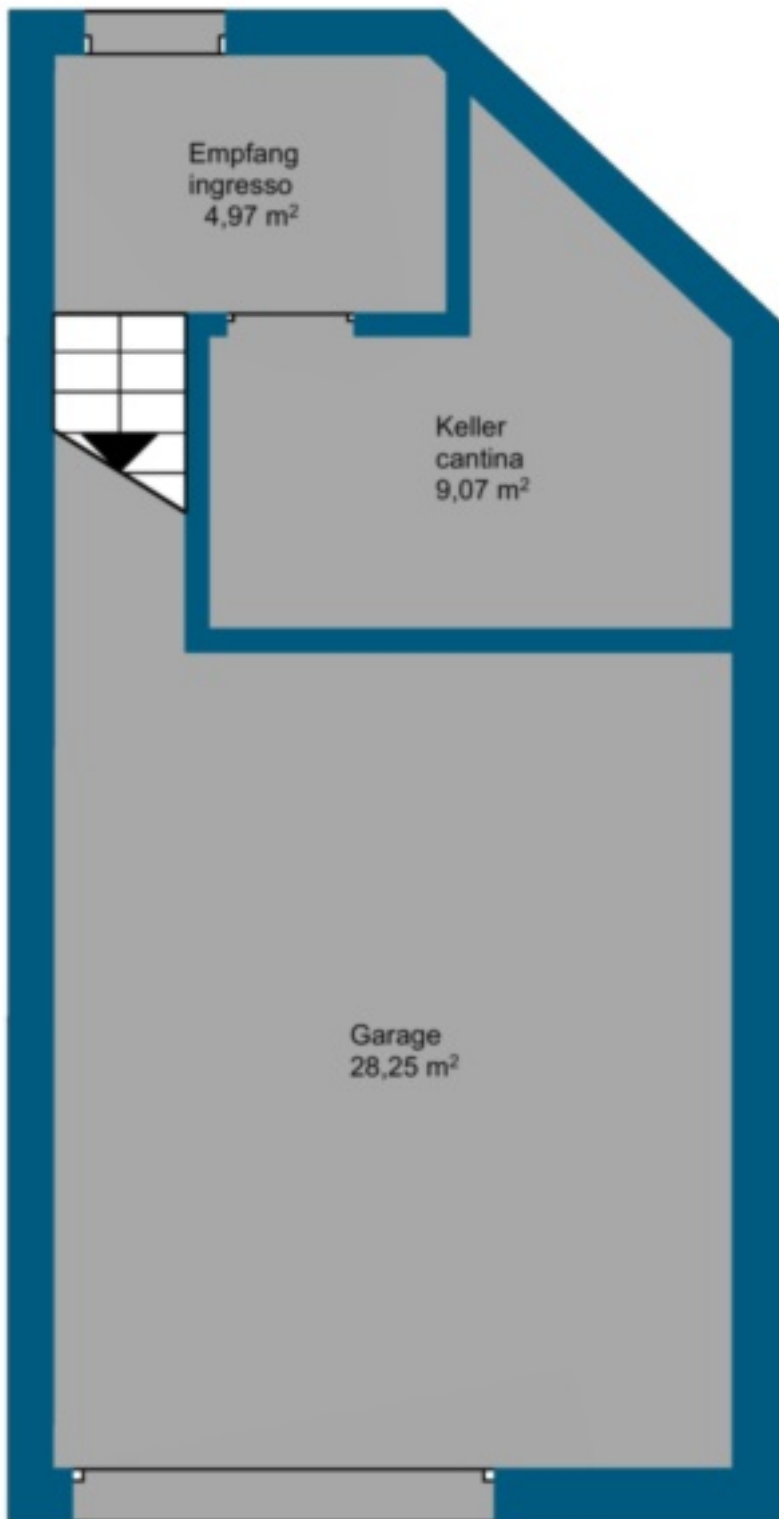 Empfang
ingresso
4,97 m²
Keller
cantina
9,07 m²
Garage
28,25 m²